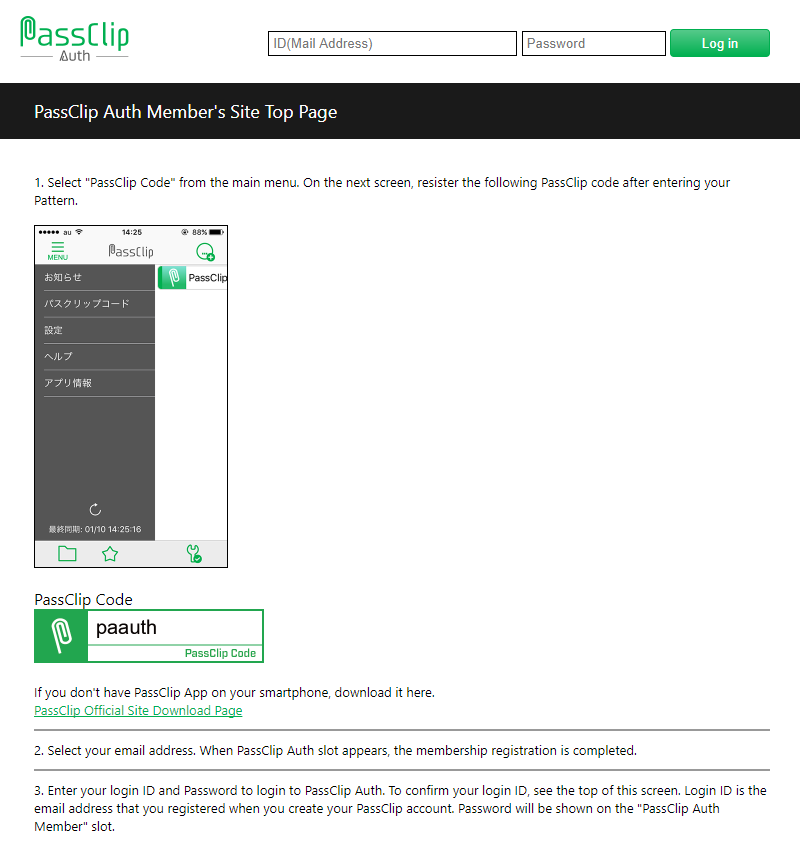 PassClip
Auth
ID(Mail Address)
Password
Log in
PassClip Auth Member's Site Top Page
1. Select "PassClip Code" from the main menu. On the next screen, resister the following PassClip code after entering your
Pattern.
au 14:25 88%
MENU
PassClip
お知らせ
PassClip
パスクリップコード
設定
ヘルプ
アプリ情報
最終同期: 01/10 14:25:16
PassClip Code
paauth
PassClip Code
If you don't have PassClip App on your smartphone, download it here.
PassClip Official Site Download Page
2. Select your email address. When PassClip Auth slot appears, the membership registration is completed.
3. Enter your login ID and Password to login to PassClip Auth. To confirm your login ID, see the top of this screen. Login ID is the
email address that you registered when you create your PassClip account. Password will be shown on the "PassClip Auth
Member" slot.